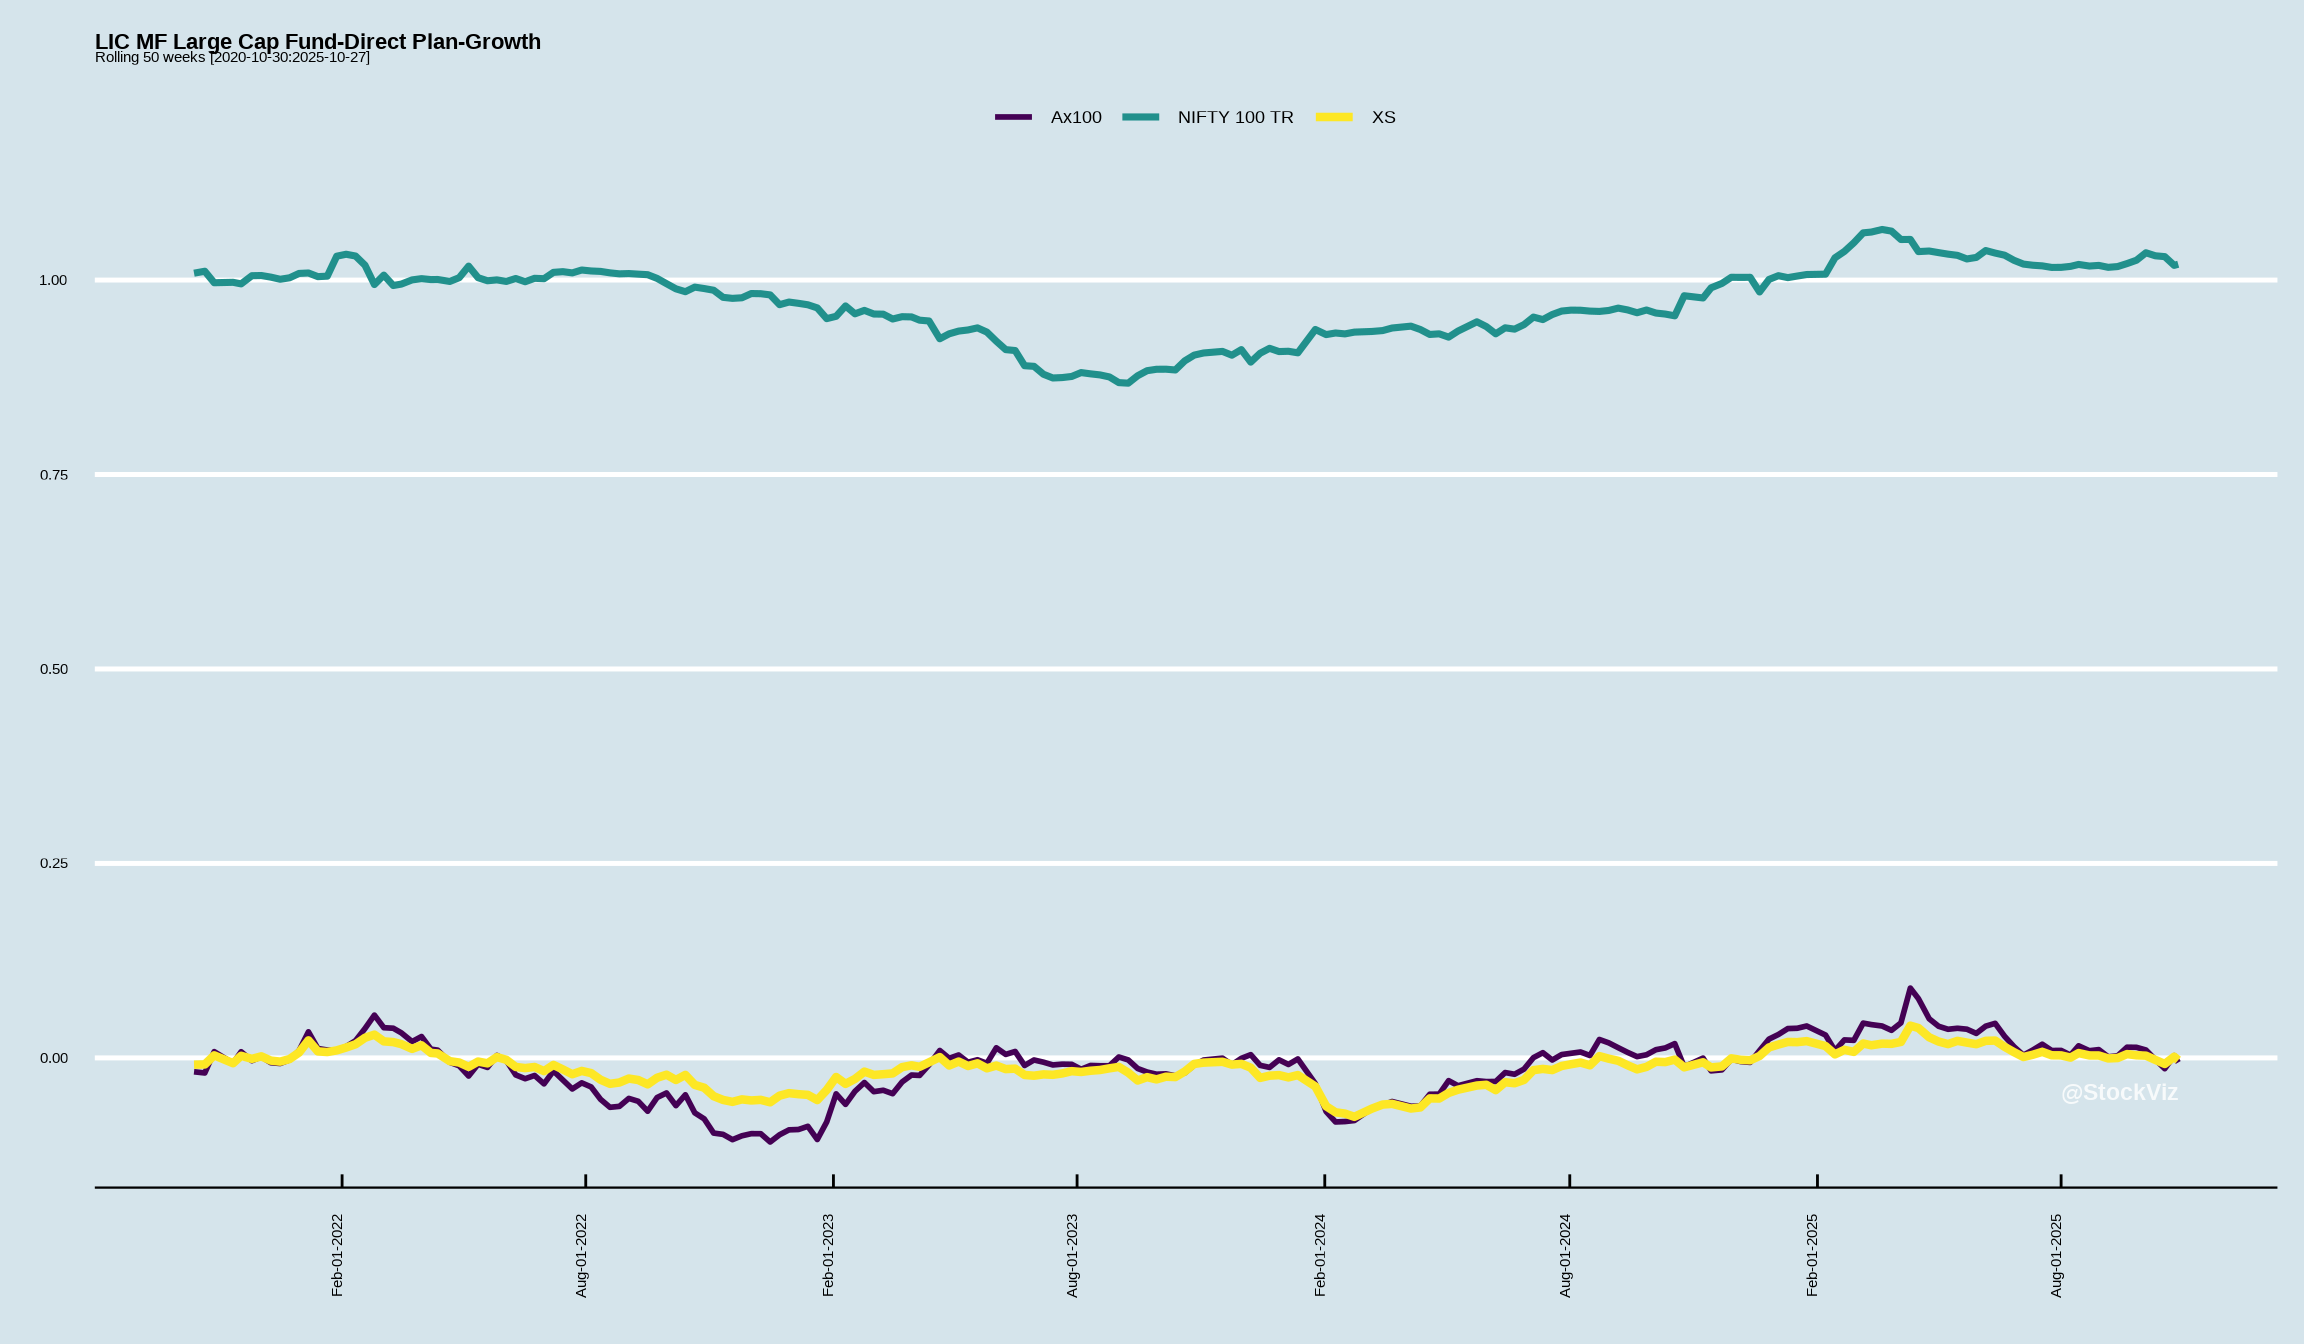 LIC MF Large Cap Fund-Direct Plan-Growth
Rolling 50 weeks [2020-10-30:2025-10-27]
Ax100 NIFTY 100 TR XS
1.00
0.75
0.50
0.25
0.00
@StockViz
Feb-01-2022
Aug-01-2022
Feb-01-2023
Aug-01-2023
Feb-01-2024
Aug-01-2024
Feb-01-2025
Aug-01-2025